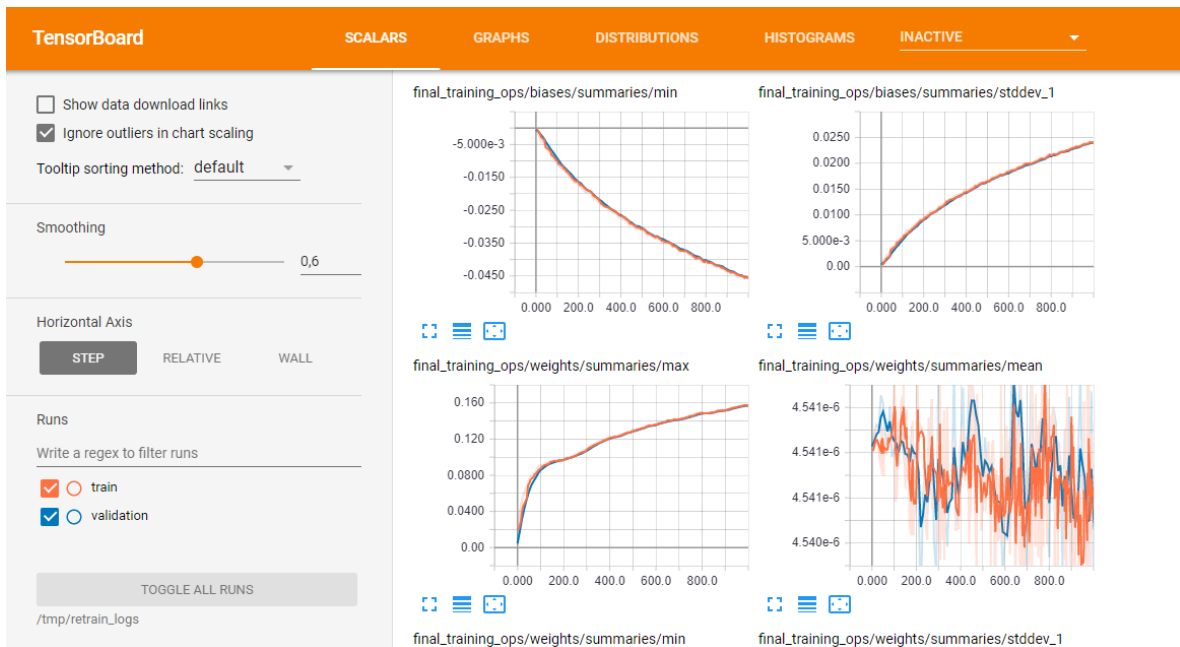 TensorBoard SCALARS GRAPHS DISTRIBUTIONS HISTOGRAMS INACTIVE
Show data download links
Ignore outliers in chart scaling
Tooltip sorting method: default
Smoothing
0,6
Horizontal Axis
STEP RELATIVE WALL
Runs
Write a regex to filter runs
train
validation
TOGGLE ALL RUNS
/tmp/retrain_logs
final_training_ops/biases/summaries/min
-5.000e-3
-0.0150
-0.0250
-0.0350
-0.0450
0.000 200.0 400.0 600.0 800.0
final_training_ops/biases/summaries/stddev_1
0.0250
0.0200
0.0150
0.0100
5.000e-3
0.00
0.000 200.0 400.0 600.0 800.0
final_training_ops/weights/summaries/max
0.160
0.120
0.0800
0.0400
0.00
0.000 200.0 400.0 600.0 800.0
final_training_ops/weights/summaries/mean
4.541e-6
4.541e-6
4.541e-6
4.540e-6
0.000 200.0 400.0 600.0 800.0
final_training_ops/weights/summaries/min
final_training_ops/weights/summaries/stddev_1